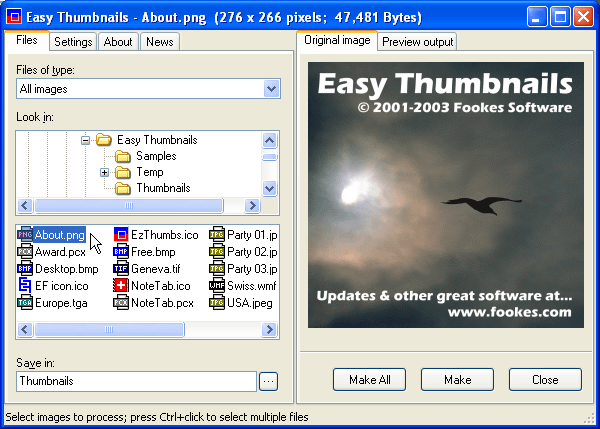 Easy Thumbnails - About.png (276 x 266 pixels; 47,481 Bytes)
Files Settings About News
Files of type:
All images
Look in:
Easy Thumbnails
Samples
Temp
Thumbnails
About.png EzThumbs.ico Party 01.jp
Award.pcx Free.bmp Party 02.jp
Desktop.bmp Geneva.tif Party 03.jp
EF icon.ico NoteTab.ico Swiss.wmf
Europe.tga NoteTab.pcx USA.jpeg
Save in:
Thumbnails ...
Original image Preview output
Easy Thumbnails
© 2001-2003 Fookes Software
Updates & other great software at...
www.fookes.com
Make All Make Close
Select images to process; press Ctrl+click to select multiple files